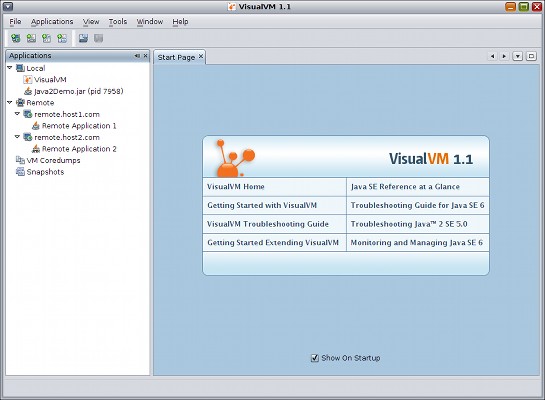 VisualVM 1.1
File Applications View Tools Window Help
Applications
Start Page
Local
VisualVM
Java2Demo.jar (pid 7958)
Remote
remote.host1.com
Remote Application 1
remote.host2.com
Remote Application 2
VM Coredumps
Snapshots
VisualVM 1.1
VisualVM Home
Java SE Reference at a Glance
Getting Started with VisualVM
Troubleshooting Guide for Java SE 6
VisualVM Troubleshooting Guide
Troubleshooting Java™ 2 SE 5.0
Getting Started Extending VisualVM
Monitoring and Managing Java SE 6
Show On Startup